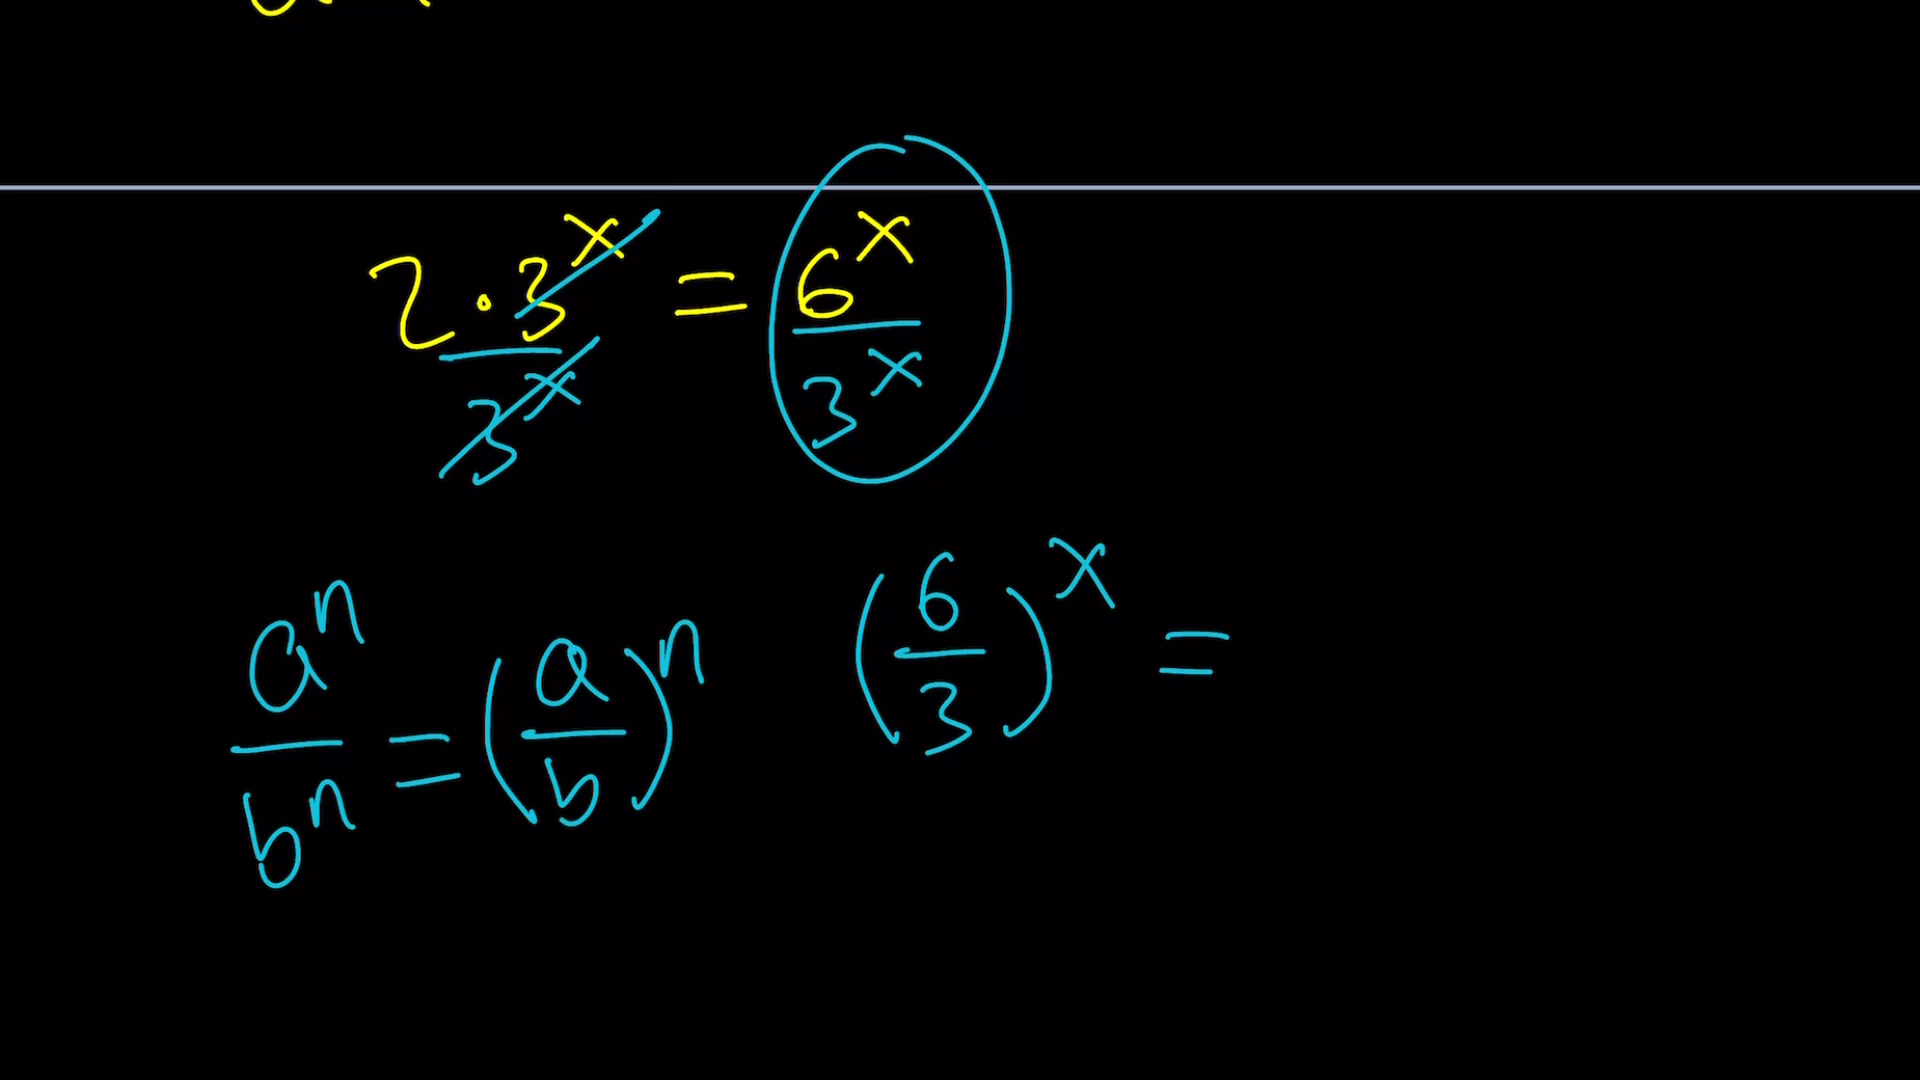 2 · 3^x / 3^x = 6^x / 3^x
a^n / b^n = (a / b)^n
(6 / 3)^x =